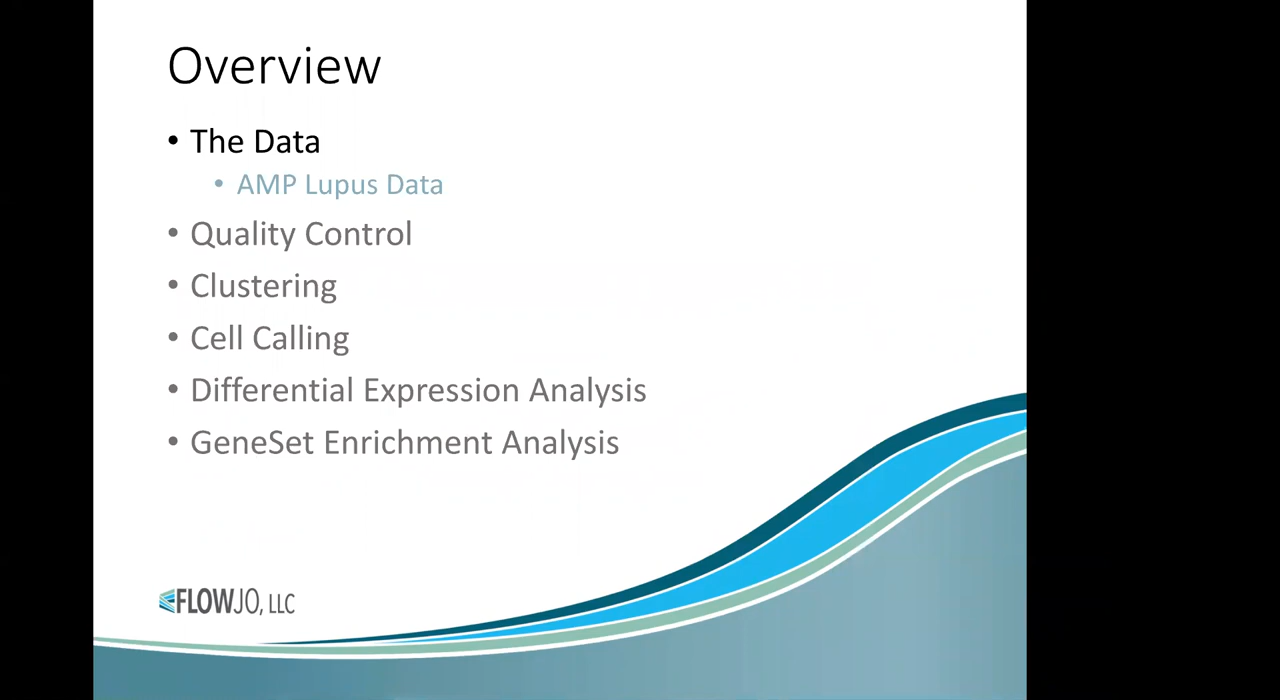 Overview
• The Data
• AMP Lupus Data
• Quality Control
• Clustering
• Cell Calling
• Differential Expression Analysis
• GeneSet Enrichment Analysis
FLOWJO, LLC